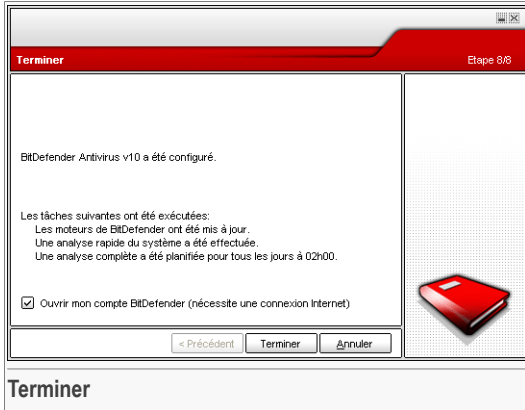 Terminer
Etape 8/8
BitDefender Antivirus v10 a été configuré.
Les tâches suivantes ont été exécutées:
Les moteurs de BitDefender ont été mis à jour.
Une analyse rapide du système a été effectuée.
Une analyse complète a été planifiée pour tous les jours à 02h00.
Ouvrir mon compte BitDefender (nécessite une connexion Internet)
< Précédent Terminer Annuler
Terminer